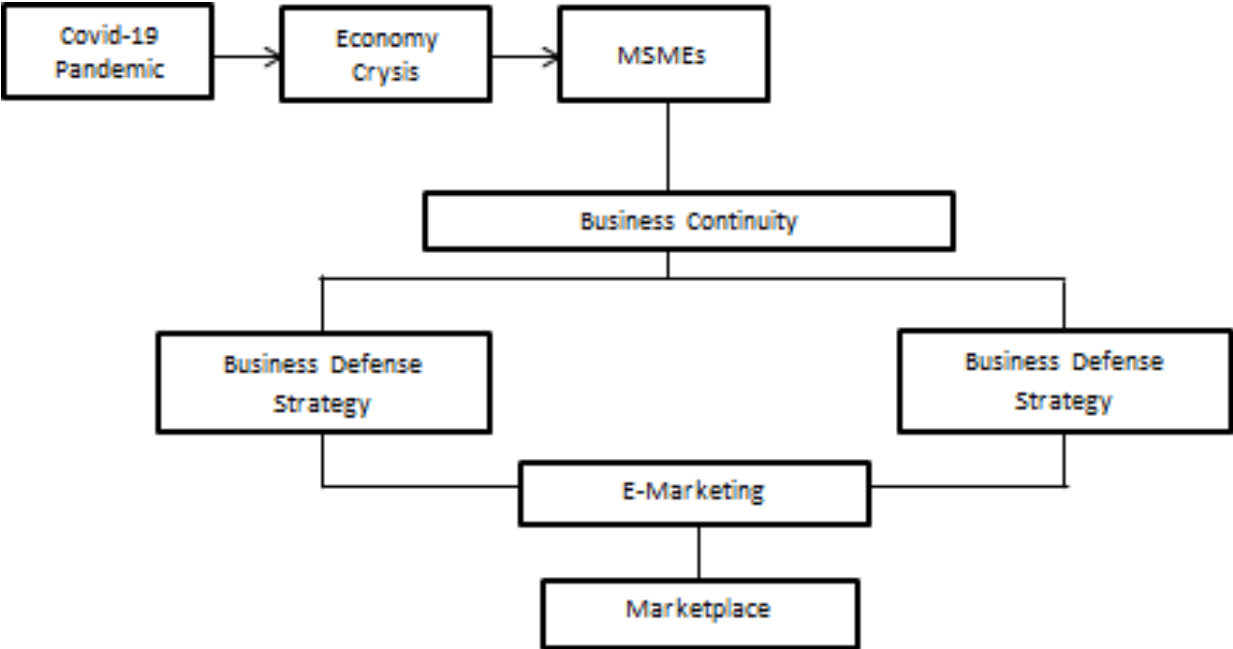 Covid-19
Pandemic
Economy
Crysis
MSMEs
Business Continuity
Business Defense
Strategy
Business Defense
Strategy
E-Marketing
Marketplace